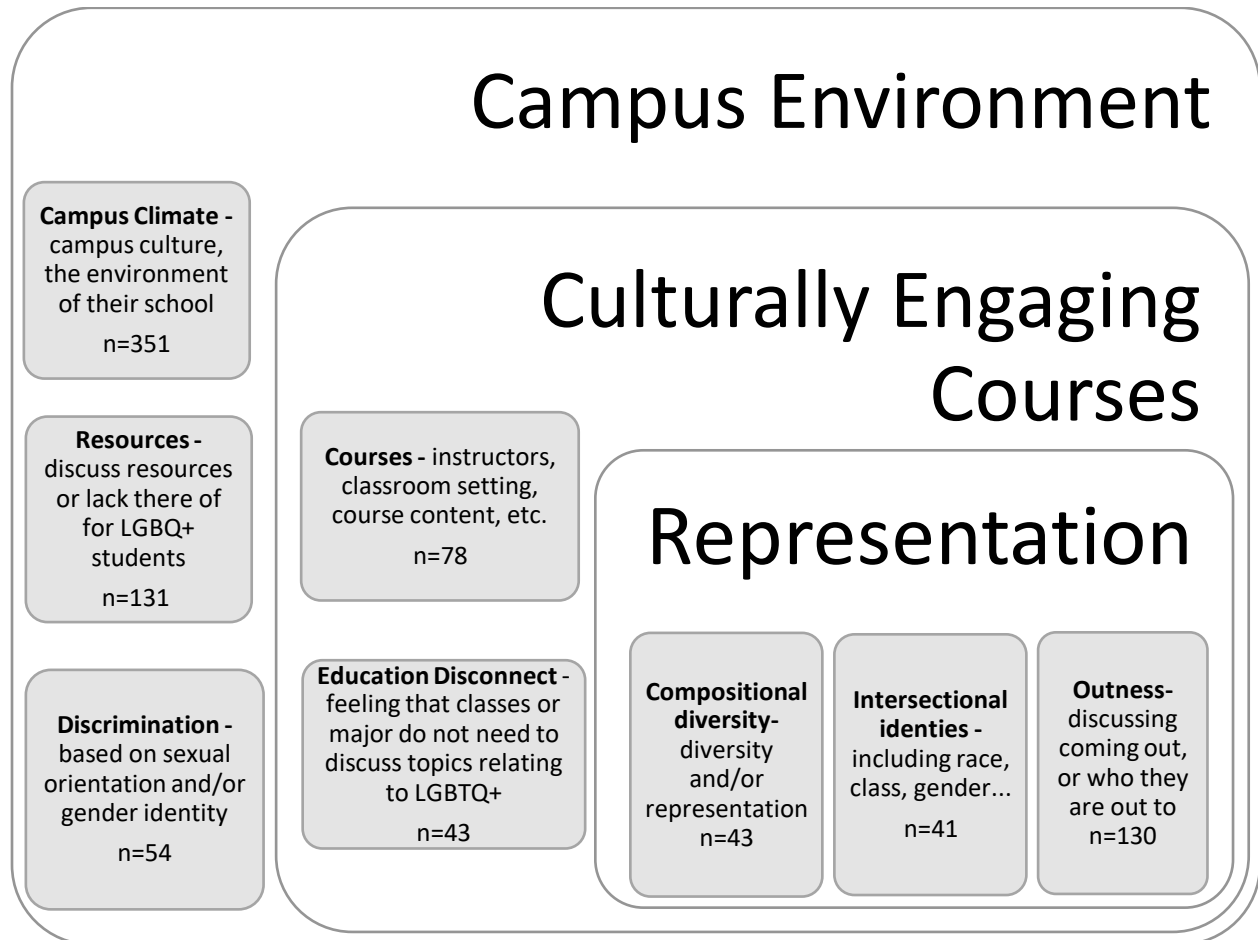 Campus Environment
Campus Climate -
campus culture,
the environment
of their school
n=351
Resources -
discuss resources
or lack there of
for LGBQ+
students
n=131
Discrimination -
based on sexual
orientation and/or
gender identity
n=54
Culturally Engaging
Courses
Courses - instructors,
classroom setting,
course content, etc.
n=78
Education Disconnect -
feeling that classes or
major do not need to
discuss topics relating
to LGBTQ+
n=43
Representation
Compositional
diversity-
diversity
and/or
representation
n=43
Intersectional
identies -
including race,
class, gender...
n=41
Outness-
discussing
coming out,
or who they
are out to
n=130